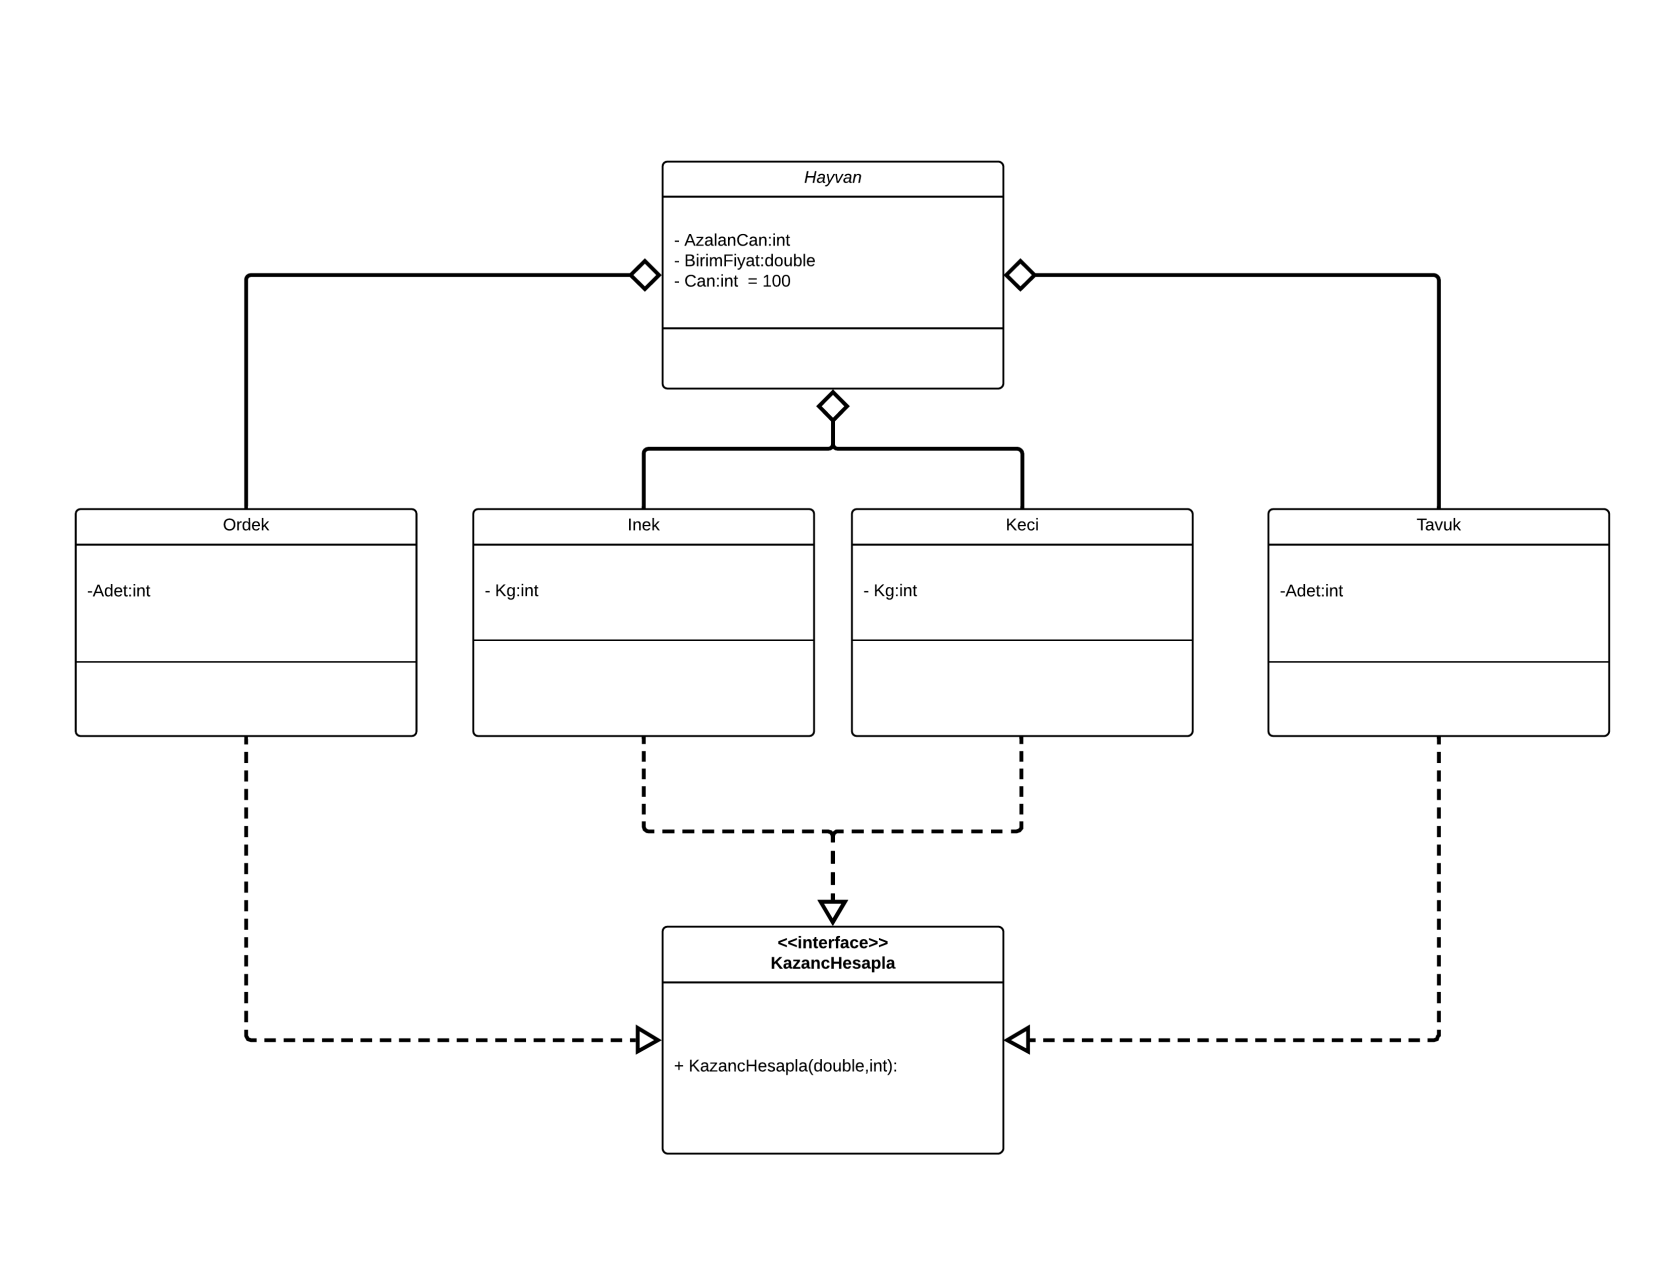 Hayvan
- AzalanCan:int
- BirimFiyat:double
- Can:int  = 100
Ordek
-Adet:int
Inek
- Kg:int
Keci
- Kg:int
Tavuk
-Adet:int
<<interface>>
KazancHesapla
+ KazancHesapla(double,int):